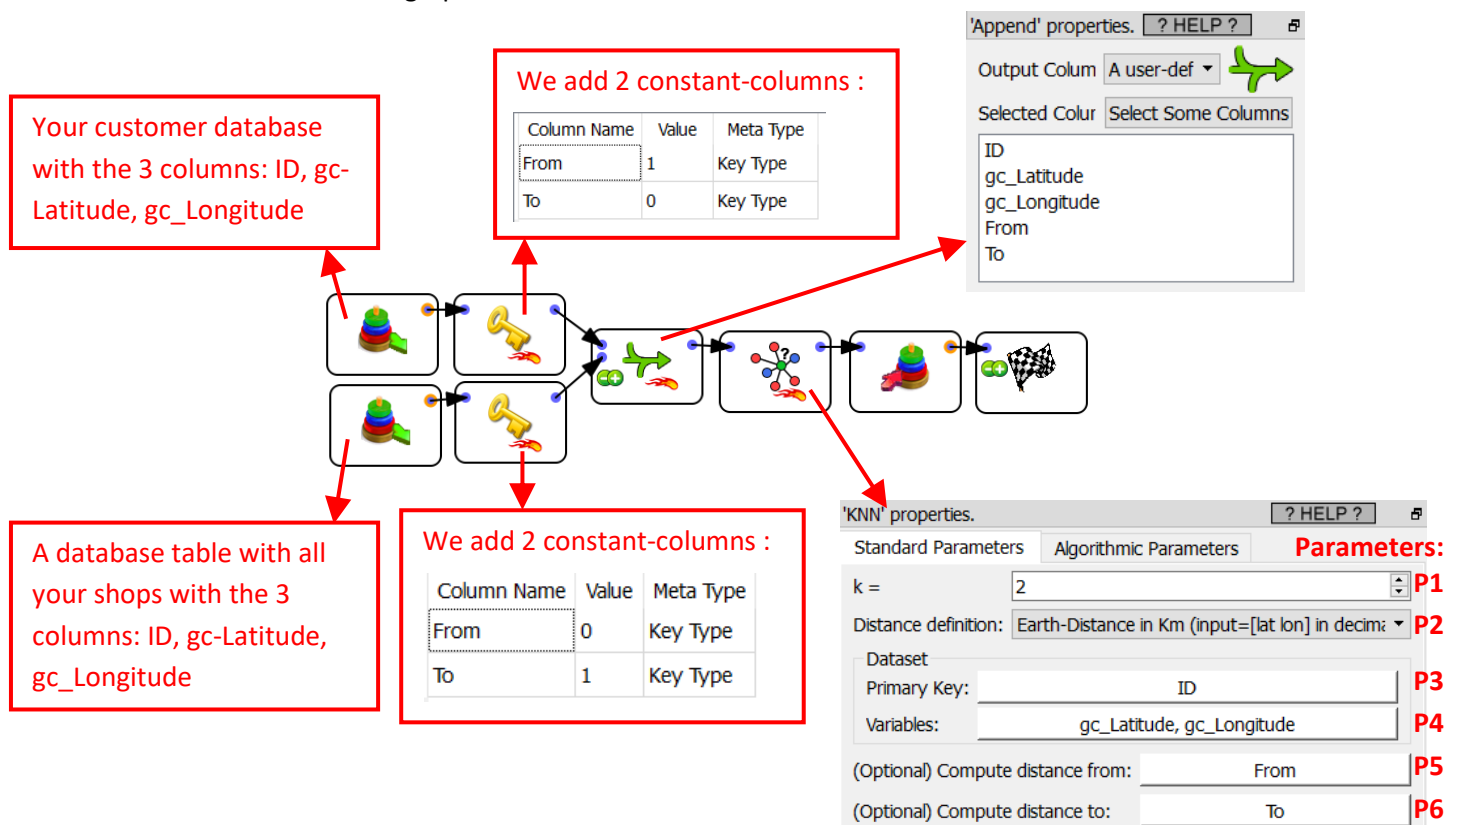 'Append' properties. ? HELP ?
Output Colum A user-def
Selected Colur Select Some Columns
ID
gc_Latitude
gc_Longitude
From
To
We add 2 constant-columns :
Column Name Value Meta Type
From 1 Key Type
To 0 Key Type
Your customer database
with the 3 columns: ID, gc-
Latitude, gc_Longitude
?
A database table with all
your shops with the 3
columns: ID, gc-Latitude,
gc_Longitude
We add 2 constant-columns :
Column Name Value Meta Type
From 0 Key Type
To 1 Key Type
'KNN' properties. ? HELP ?
Standard Parameters Algorithmic Parameters Parameters:
k = 2 P1
Distance definition: Earth-Distance in Km (input=[lat lon] in decima P2
Dataset
Primary Key: ID P3
Variables: gc_Latitude, gc_Longitude P4
(Optional) Compute distance from: From P5
(Optional) Compute distance to: To P6